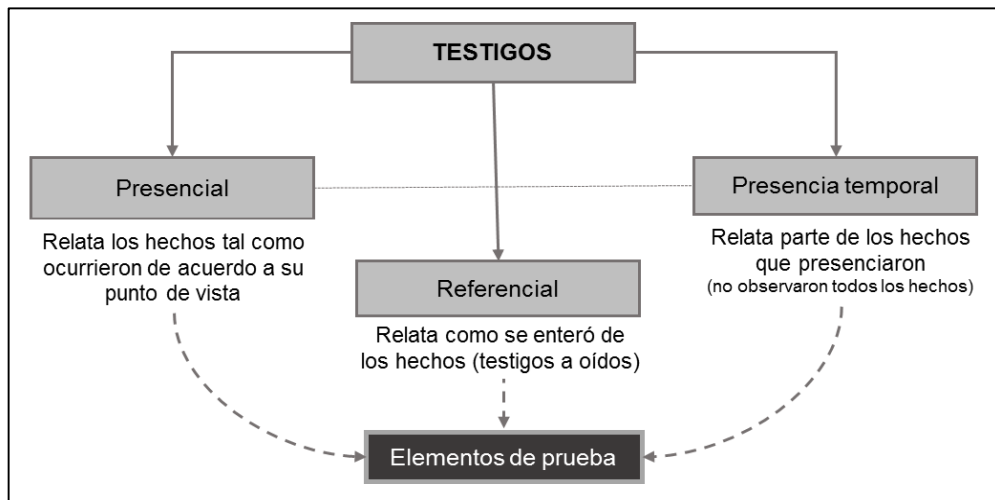 TESTIGOS
Presencial
Relata los hechos tal como
ocurrieron de acuerdo a su
punto de vista
Referencial
Relata como se enteró de
los hechos (testigos a oídos)
Presencia temporal
Relata parte de los hechos
que presenciaron
(no observaron todos los hechos)
Elementos de prueba